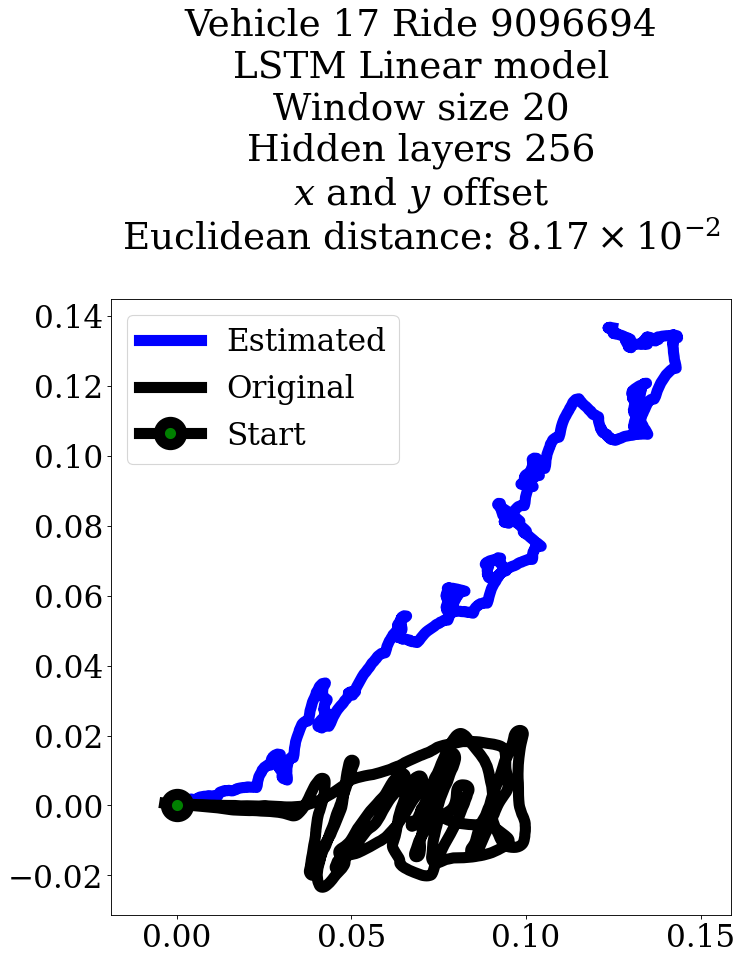 Vehicle 17 Ride 9096694
LSTM Linear model
Window size 20
Hidden layers 256
x and y offset
Euclidean distance: 8.17 × 10⁻²
Estimated
Original
Start
0.14
0.12
0.10
0.08
0.06
0.04
0.02
0.00
−0.02
0.00 0.05 0.10 0.15